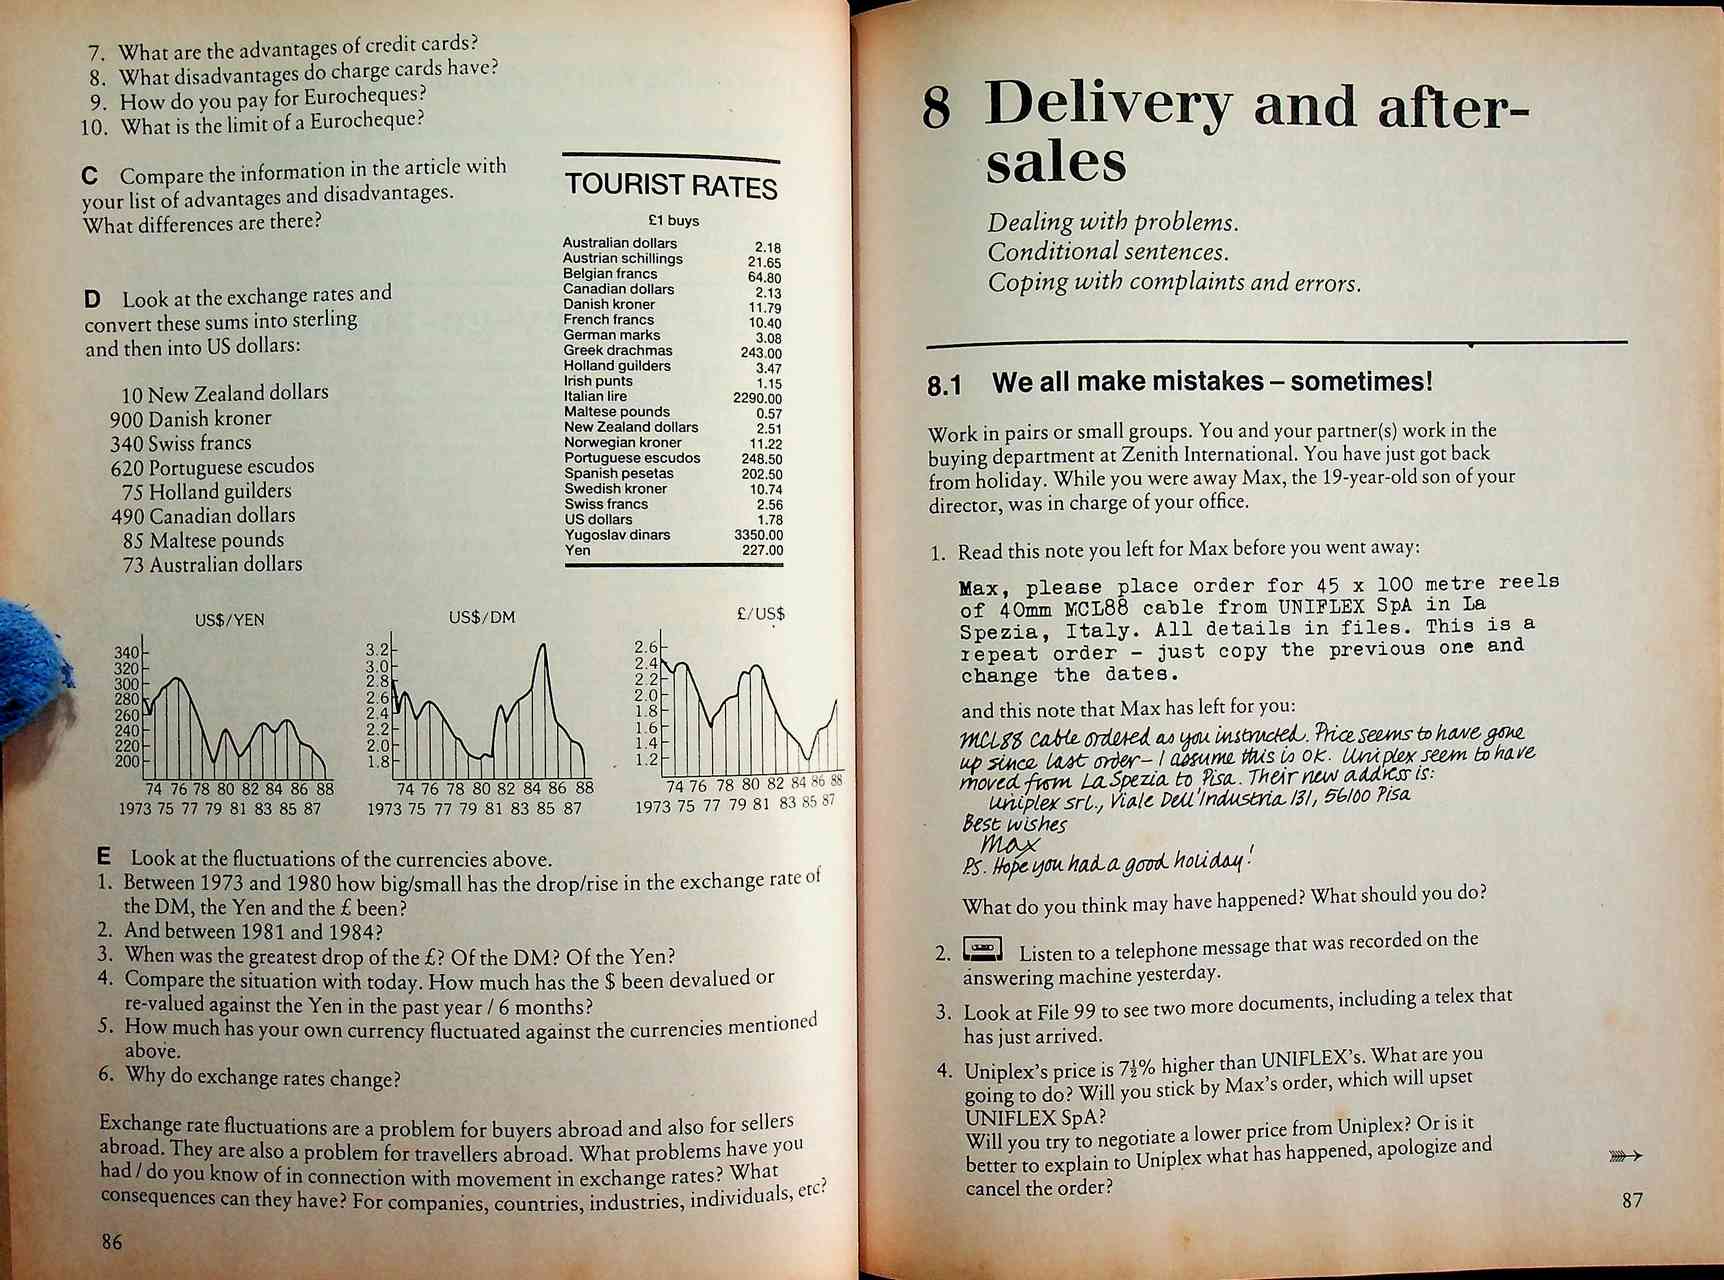 7. What are the advantages of credit cards?
8. What disadvantages do charge cards have?
9. How do you pay for Eurocheques?
10. What is the limit of a Eurocheque?
C Compare the information in the article with
your list of advantages and disadvantages.
What differences are there?
D Look at the exchange rates and
convert these sums into sterling
and then into US dollars:
10 New Zealand dollars
900 Danish kroner
340 Swiss francs
620 Portuguese escudos
75 Holland guilders
490 Canadian dollars
85 Maltese pounds
73 Australian dollars
TOURIST RATES
£1 buys
Australian dollars 2.18
Austrian schillings 21.65
Belgian francs 64.80
Canadian dollars 2.13
Danish kroner 11.79
French francs 10.40
German marks 3.08
Greek drachmas 243.00
Holland guilders 3.47
Irish punts 1.15
Italian lire 2290.00
Maltese pounds 0.57
New Zealand dollars 2.51
Norwegian kroner 11.22
Portuguese escudos 248.50
Spanish pesetas 202.50
Swedish kroner 10.74
Swiss francs 2.56
US dollars 1.78
Yugoslav dinars 3350.00
Yen 227.00
US$/YEN
340
320
300
280
260
240
220
200
74 76 78 80 82 84 86 88
1973 75 77 79 81 83 85 87
US$/DM
3.2
3.0
2.8
2.6
2.4
2.2
2.0
1.8
74 76 78 80 82 84 86 88
1973 75 77 79 81 83 85 87
£/US$
2.6
2.4
2.2
2.0
1.8
1.6
1.4
1.2
74 76 78 80 82 84 86 88
1973 75 77 79 81 83 85 87
E Look at the fluctuations of the currencies above.
1. Between 1973 and 1980 how big/small has the drop/rise in the exchange rate of
the DM, the Yen and the £ been?
2. And between 1981 and 1984?
3. When was the greatest drop of the £? Of the DM? Of the Yen?
4. Compare the situation with today. How much has the $ been devalued or
re-valued against the Yen in the past year / 6 months?
5. How much has your own currency fluctuated against the currencies mentioned
above.
6. Why do exchange rates change?
Exchange rate fluctuations are a problem for buyers abroad and also for sellers
abroad. They are also a problem for travellers abroad. What problems have you
had / do you know of in connection with movement in exchange rates? What
consequences can they have? For companies, countries, industries, individuals, etc?
86
8 Delivery and after-
sales
Dealing with problems.
Conditional sentences.
Coping with complaints and errors.
8.1 We all make mistakes – sometimes!
Work in pairs or small groups. You and your partner(s) work in the
buying department at Zenith International. You have just got back
from holiday. While you were away Max, the 19-year-old son of your
director, was in charge of your office.
1. Read this note you left for Max before you went away:
Max, please place order for 45 x 100 metre reels
of 40mm MCL88 cable from UNIFLEX SpA in La
Spezia, Italy. All details in files. This is a
repeat order - just copy the previous one and
change the dates.
and this note that Max has left for you:
MCL88 cable ordered as you instructed. Price seems to have gone
up since last order – I assume this is OK. Uniplex seem to have
moved from La Spezia to Pisa. Their new address is:
Uniplex srl., Viale Dell'Industria 131, 56100 Pisa
Best wishes
Max
P.S. Hope you had a good holiday!
What do you think may have happened? What should you do?
2. Listen to a telephone message that was recorded on the
answering machine yesterday.
3. Look at File 99 to see two more documents, including a telex that
has just arrived.
4. Uniplex's price is 7½% higher than UNIFLEX's. What are you
going to do? Will you stick by Max's order, which will upset
UNIFLEX SpA?
Will you try to negotiate a lower price from Uniplex? Or is it
better to explain to Uniplex what has happened, apologize and
cancel the order?
87